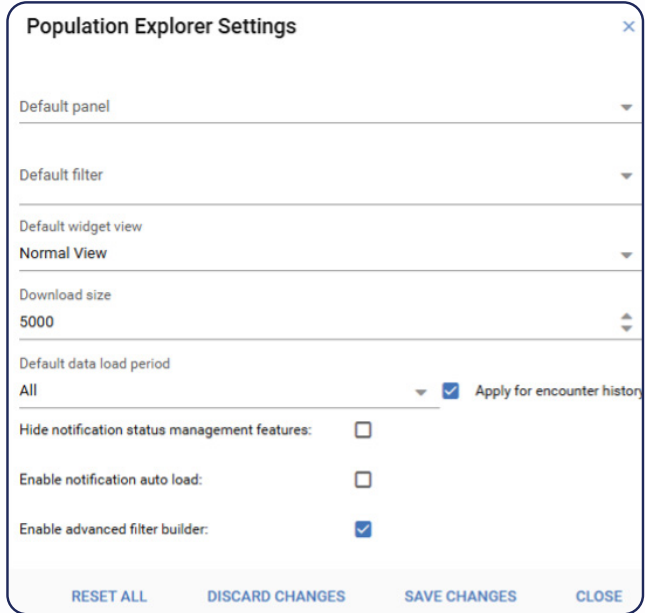 Population Explorer Settings ×
Default panel
Default filter
Default widget view
Normal View
Download size
5000
Default data load period
All Apply for encounter history
Hide notification status management features:
Enable notification auto load:
Enable advanced filter builder:
RESET ALL DISCARD CHANGES SAVE CHANGES CLOSE